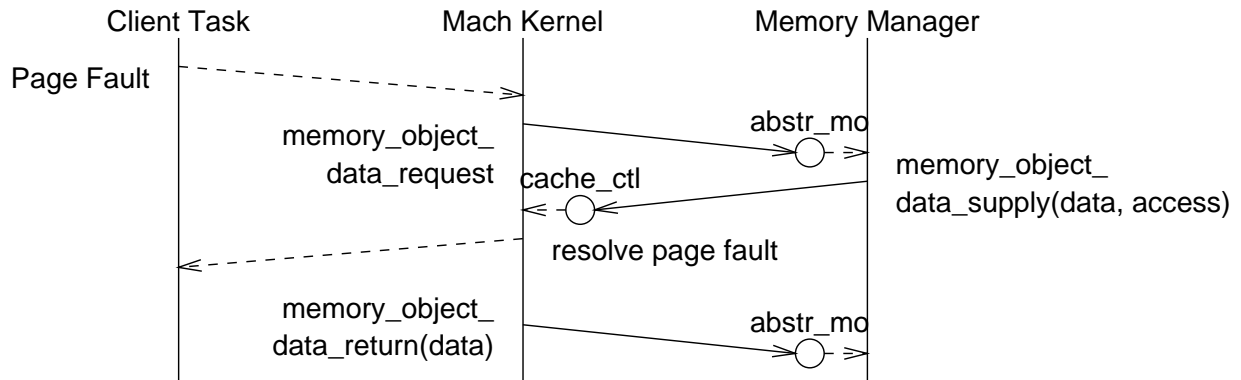 Client Task
Mach Kernel
Memory Manager
Page Fault
abstr_mo
memory_object_
data_request
cache_ctl
memory_object_
data_supply(data, access)
resolve page fault
memory_object_
data_return(data)
abstr_mo